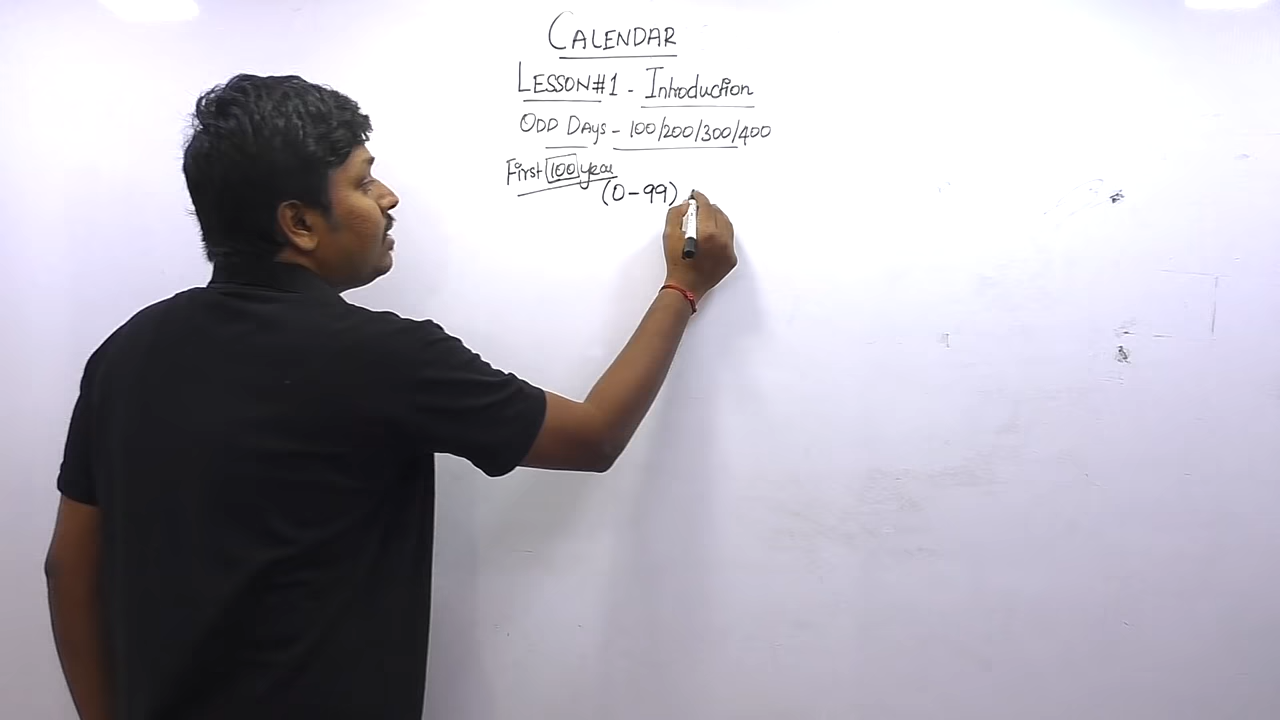 CALENDAR
LESSON#1 - Introduction
ODD DAYS - 100/200/300/400
First 100 year
(0-99)